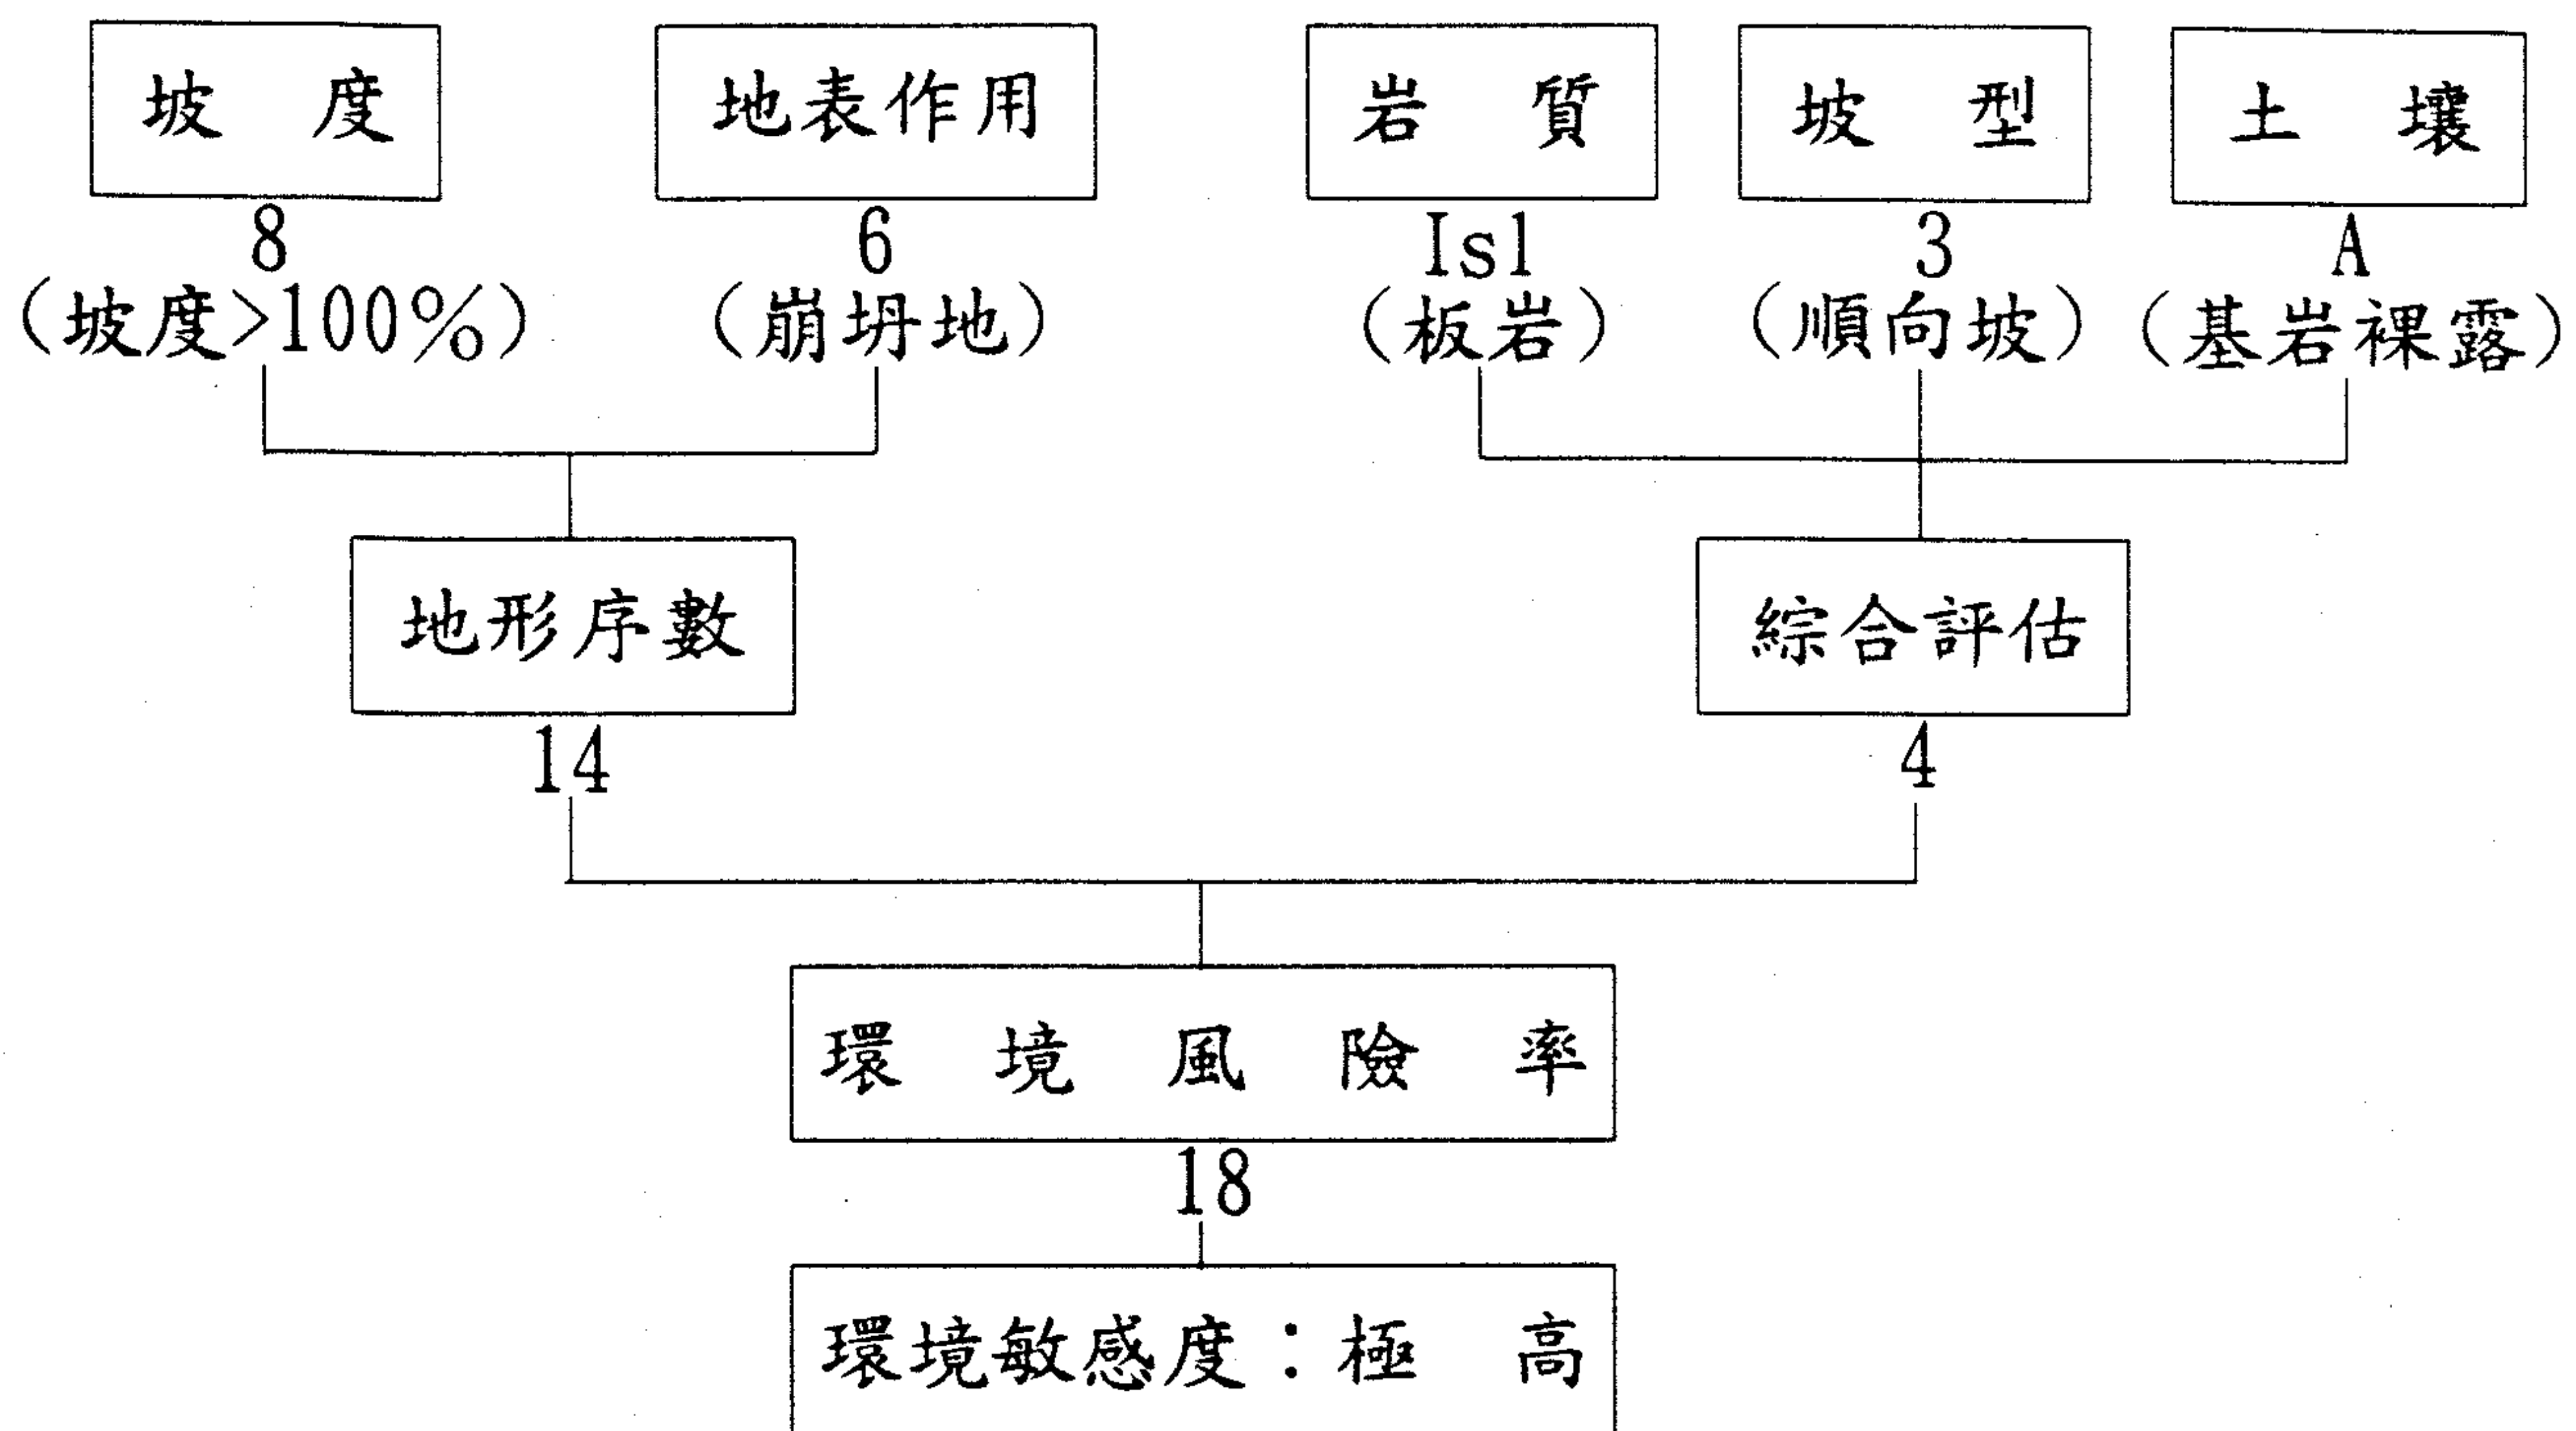 坡 度 地表作用 岩 質 坡 型 土 壤
8 6 Isl 3 A
(坡度>100%) (崩坍地) (板岩) (順向坡) (基岩裸露)
地形序數 綜合評估
14 4
環 境 風 險 率
18
環境敏感度：極 高